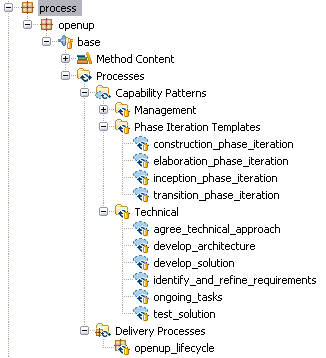 process
openup
base
Method Content
Processes
Capability Patterns
Management
Phase Iteration Templates
construction_phase_iteration
elaboration_phase_iteration
inception_phase_iteration
transition_phase_iteration
Technical
agree_technical_approach
develop_architecture
develop_solution
identify_and_refine_requirements
ongoing_tasks
test_solution
Delivery Processes
openup_lifecycle